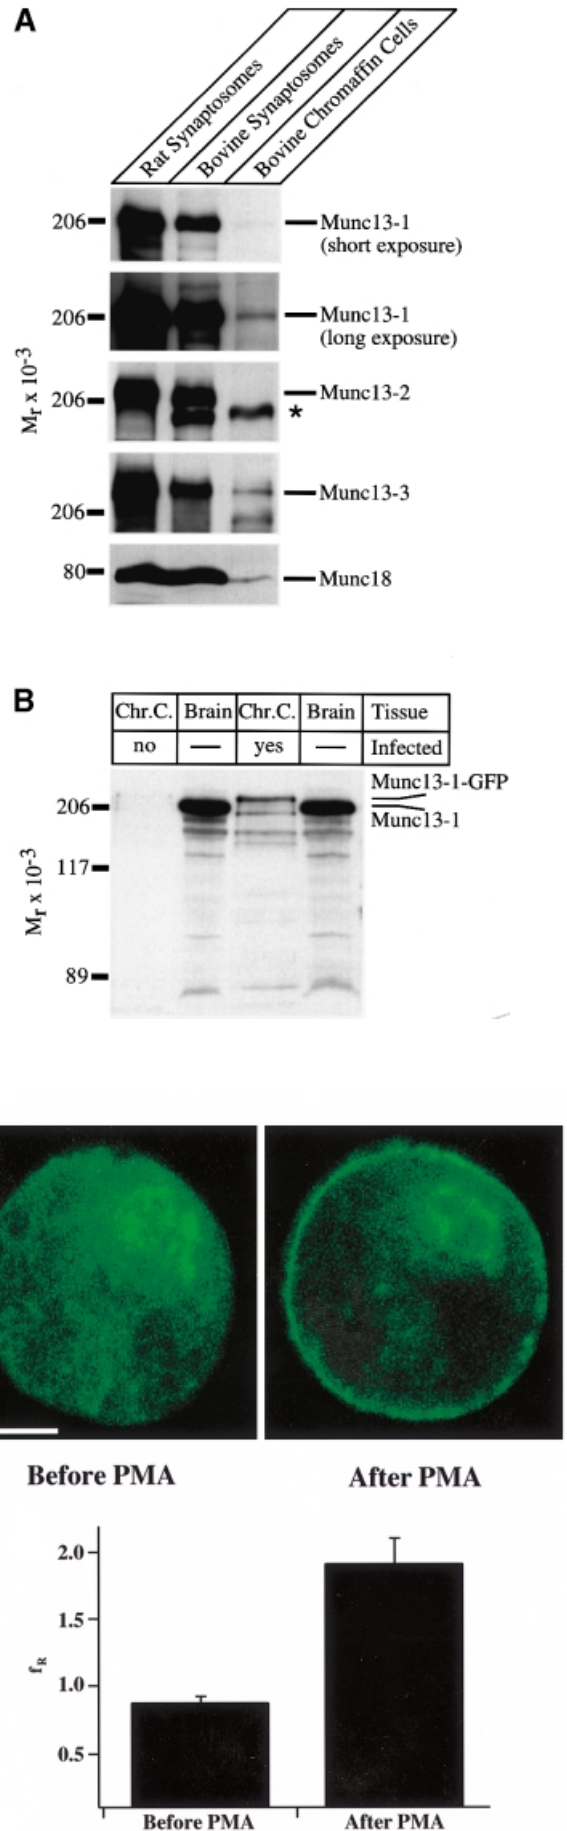 A
Rat Synaptosomes
Bovine Synaptosomes
Bovine Chromaffin Cells
206
Munc13-1
(short exposure)
206
Munc13-1
(long exposure)
Mr x 10-3
206
Munc13-2
*
206
Munc13-3
80
Munc18
B
Chr.C. Brain Chr.C. Brain Tissue
no — yes — Infected
Munc13-1-GFP
206
Munc13-1
117
Mr x 10-3
89
Before PMA After PMA
2.0
1.5
fR
1.0
0.5
Before PMA After PMA